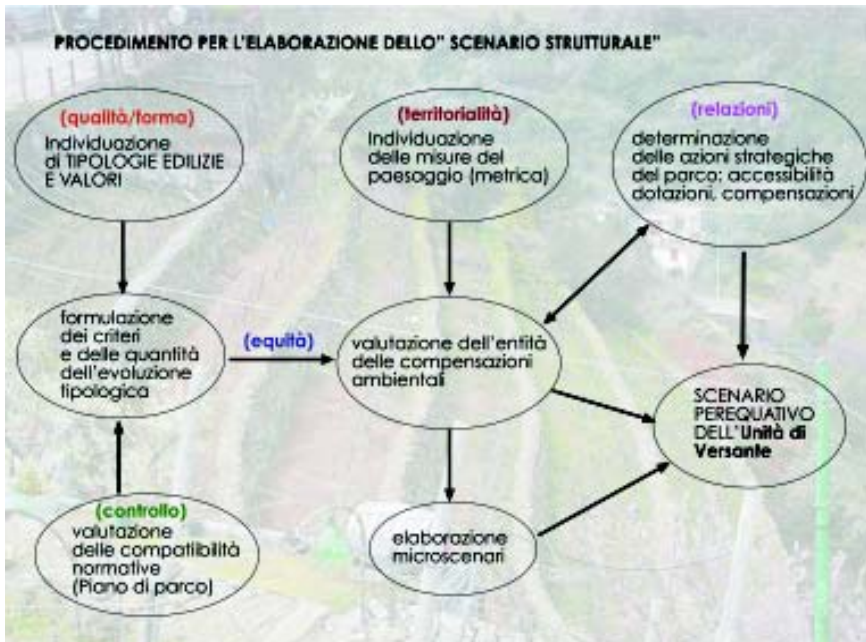 PROCEDIMENTO PER L'ELABORAZIONE DELLO" SCENARIO STRUTTURALE"
(qualità/forma)
Individuazione
di TIPOLOGIE EDILIZIE
E VALORI
(territorialità)
Individuazione
delle misure del
paesaggio (metrica)
(relazioni)
determinazione
delle azioni strategiche
del parco: accessibilità
dotazioni, compensazioni
formulazione
dei criteri
e delle quantità
dell'evoluzione
tipologica
(equità)
valutazione dell'entità
delle compensazioni
ambientali
SCENARIO
PEREQUATIVO
DELL'Unità di
Versante
(controllo)
valutazione
delle compatibilità
normative
(Piano di parco)
elaborazione
microscenari